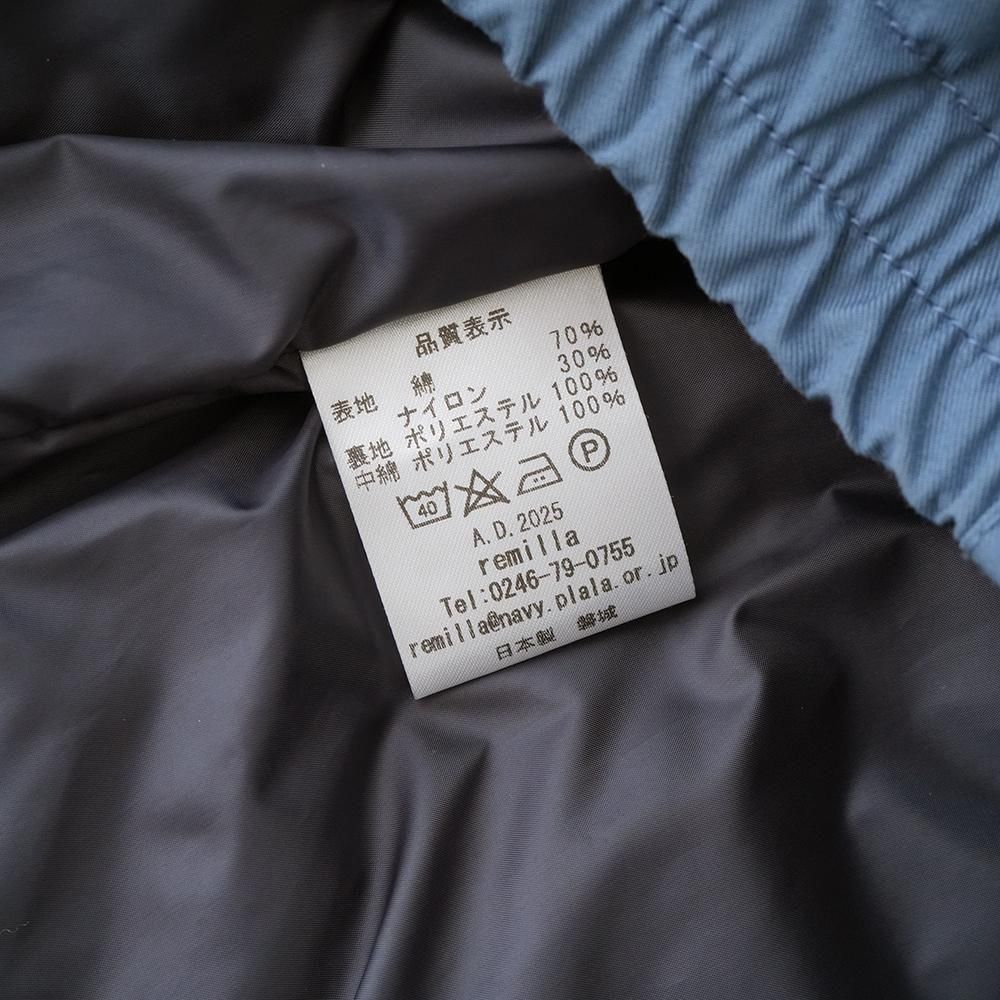 品質表示
表地 綿 70%
ナイロン 30%
裏地 ポリエステル 100%
中綿 ポリエステル 100%
40 P
A.D.2025
remilla
Tel:0246-79-0755
remilla@navy.plala.or.jp
日本製 磐城